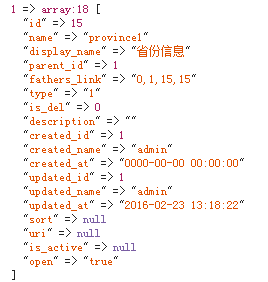 1 => array:18 [
"id" => 15
"name" => "province1"
"display_name" => "省份信息"
"parent_id" => 1
"fathers_link" => "0,1,15,15"
"type" => "1"
"is_del" => 0
"description" => ""
"created_id" => 1
"created_name" => "admin"
"created_at" => "0000-00-00 00:00:00"
"updated_id" => 1
"updated_name" => "admin"
"updated_at" => "2016-02-23 13:18:22"
"sort" => null
"uri" => null
"is_active" => null
"open" => "true"
]